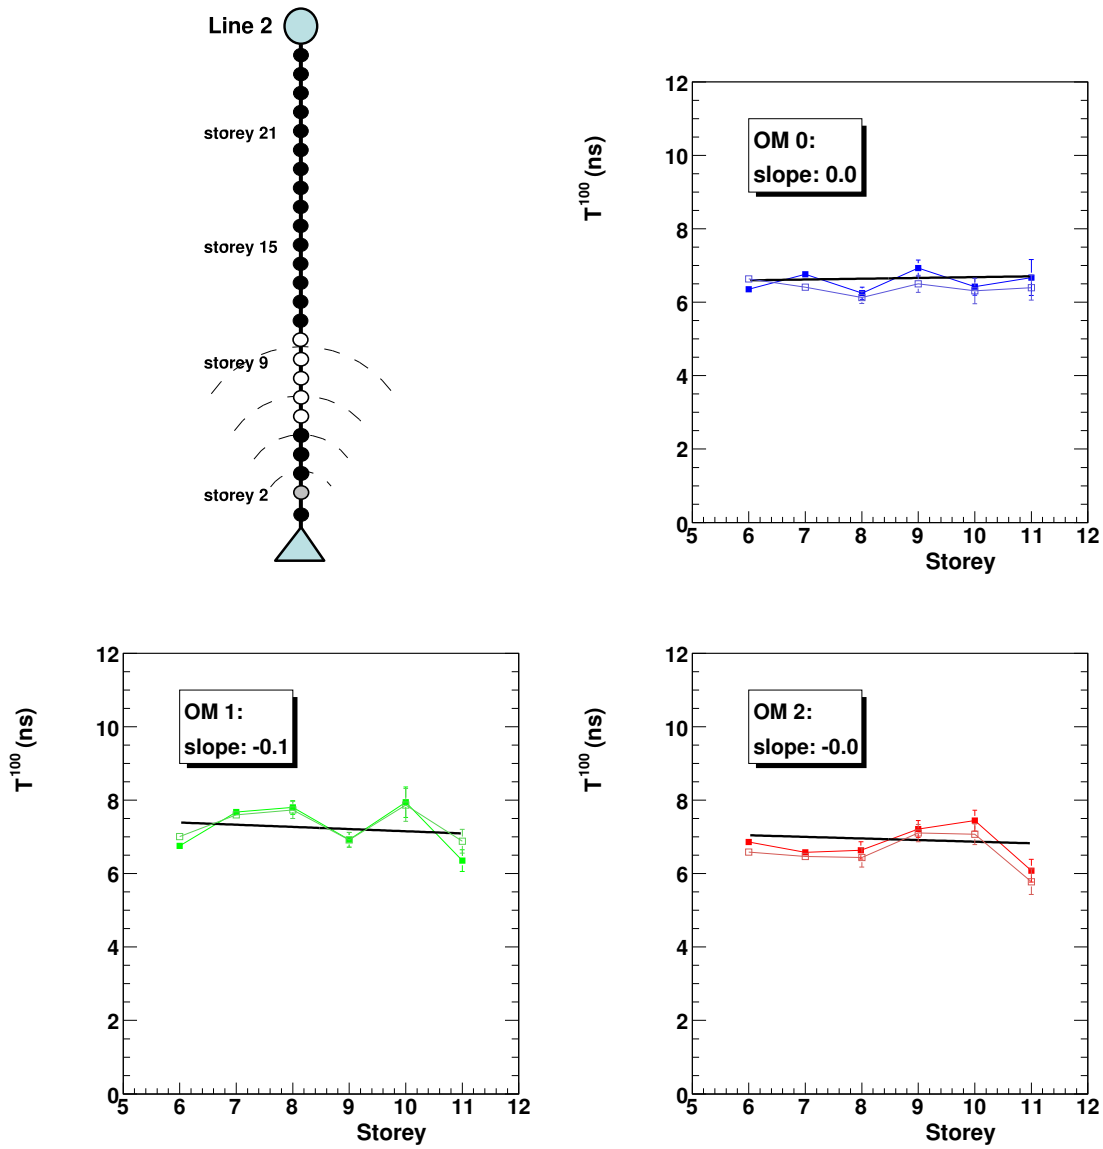 Line 2
storey 21
storey 15
storey 9
storey 2
12
10
8
6
4
2
0
T^100 (ns)
OM 0:
slope: 0.0
5 6 7 8 9 10 11 12
Storey
12
10
8
6
4
2
0
T^100 (ns)
OM 1:
slope: -0.1
5 6 7 8 9 10 11 12
Storey
12
10
8
6
4
2
0
T^100 (ns)
OM 2:
slope: -0.0
5 6 7 8 9 10 11 12
Storey